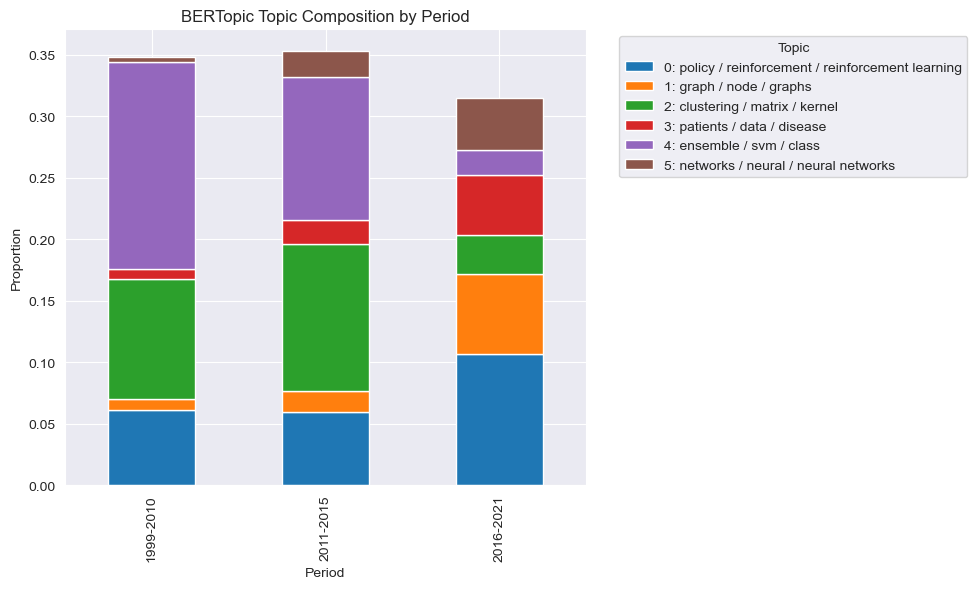 BERTopic Topic Composition by Period
Proportion
0.35
0.30
0.25
0.20
0.15
0.10
0.05
0.00
1999-2010
2011-2015
2016-2021
Period
Topic
0: policy / reinforcement / reinforcement learning
1: graph / node / graphs
2: clustering / matrix / kernel
3: patients / data / disease
4: ensemble / svm / class
5: networks / neural / neural networks